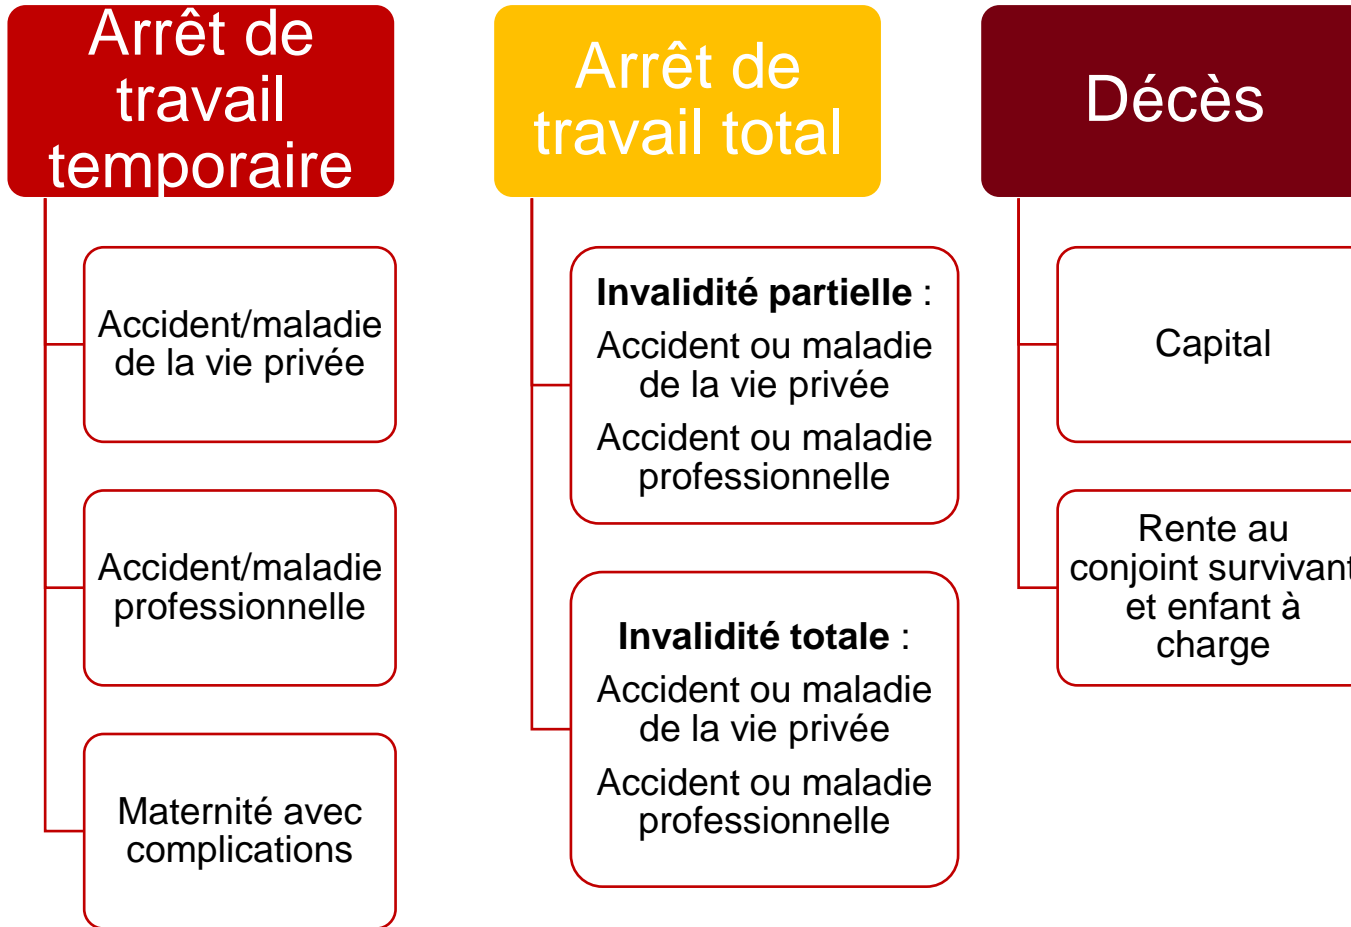 Arrêt de
travail
temporaire
Accident/maladie
de la vie privée
Accident/maladie
professionnelle
Maternité avec
complications
Arrêt de
travail total
Invalidité partielle :
Accident ou maladie
de la vie privée
Accident ou maladie
professionnelle
Invalidité totale :
Accident ou maladie
de la vie privée
Accident ou maladie
professionnelle
Décès
Capital
Rente au
conjoint survivant
et enfant à
charge